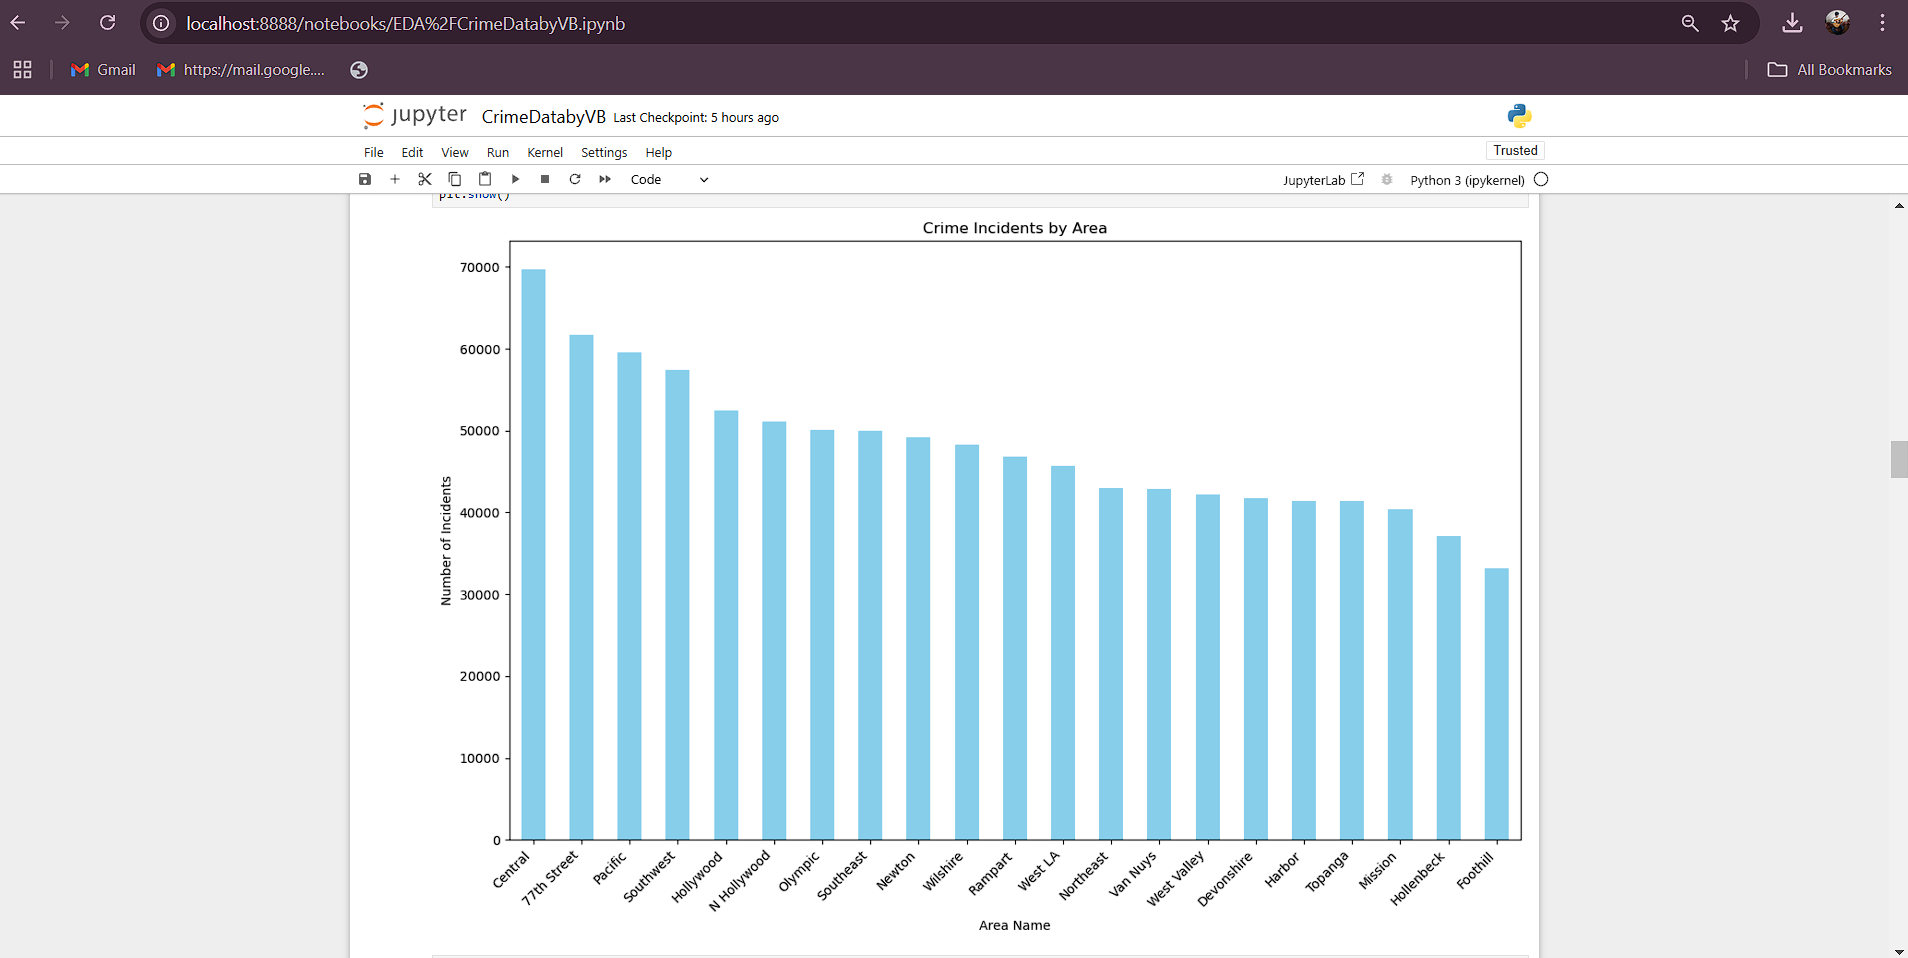 localhost:8888/notebooks/EDA%2FCrimeDatabyVB.ipynb
Gmail https://mail.google.... All Bookmarks
jupyter CrimeDatabyVB Last Checkpoint: 5 hours ago
File Edit View Run Kernel Settings Help Trusted
Code JupyterLab Python 3 (ipykernel)
plt.show()
Crime Incidents by Area
70000
60000
50000
40000
30000
20000
10000
0
Number of Incidents
Central 77th Street Pacific Southwest Hollywood N Hollywood Olympic Southeast Newton Wilshire Rampart West LA Northeast Van Nuys West Valley Devonshire Harbor Topanga Mission Hollenbeck Foothill
Area Name